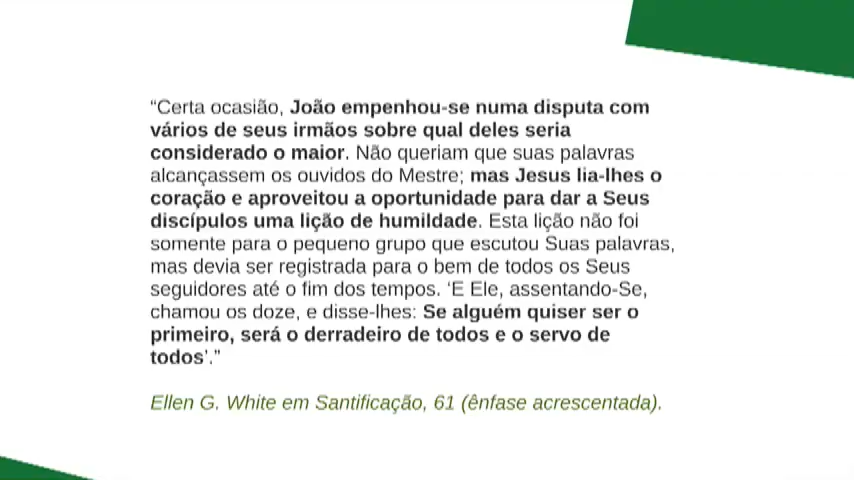 “Certa ocasião, João empenhou-se numa disputa com
vários de seus irmãos sobre qual deles seria
considerado o maior. Não queriam que suas palavras
alcançassem os ouvidos do Mestre; mas Jesus lia-lhes o
coração e aproveitou a oportunidade para dar a Seus
discípulos uma lição de humildade. Esta lição não foi
somente para o pequeno grupo que escutou Suas palavras,
mas devia ser registrada para o bem de todos os Seus
seguidores até o fim dos tempos. ‘E Ele, assentando-Se,
chamou os doze, e disse-lhes: Se alguém quiser ser o
primeiro, será o derradeiro de todos e o servo de
todos’.”
Ellen G. White em Santificação, 61 (ênfase acrescentada).